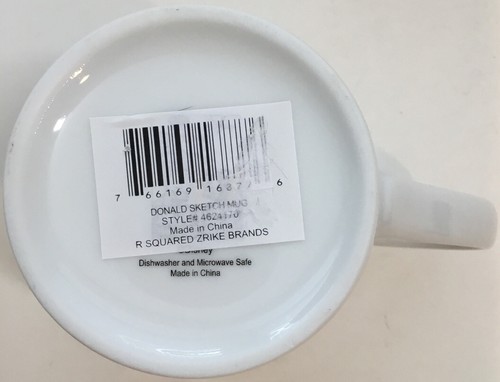 7 66169 16877 6
DONALD SKETCH MUG
STYLE# 4624170
Made in China
R SQUARED ZRIKE BRANDS
Dishwasher and Microwave Safe
Made in China